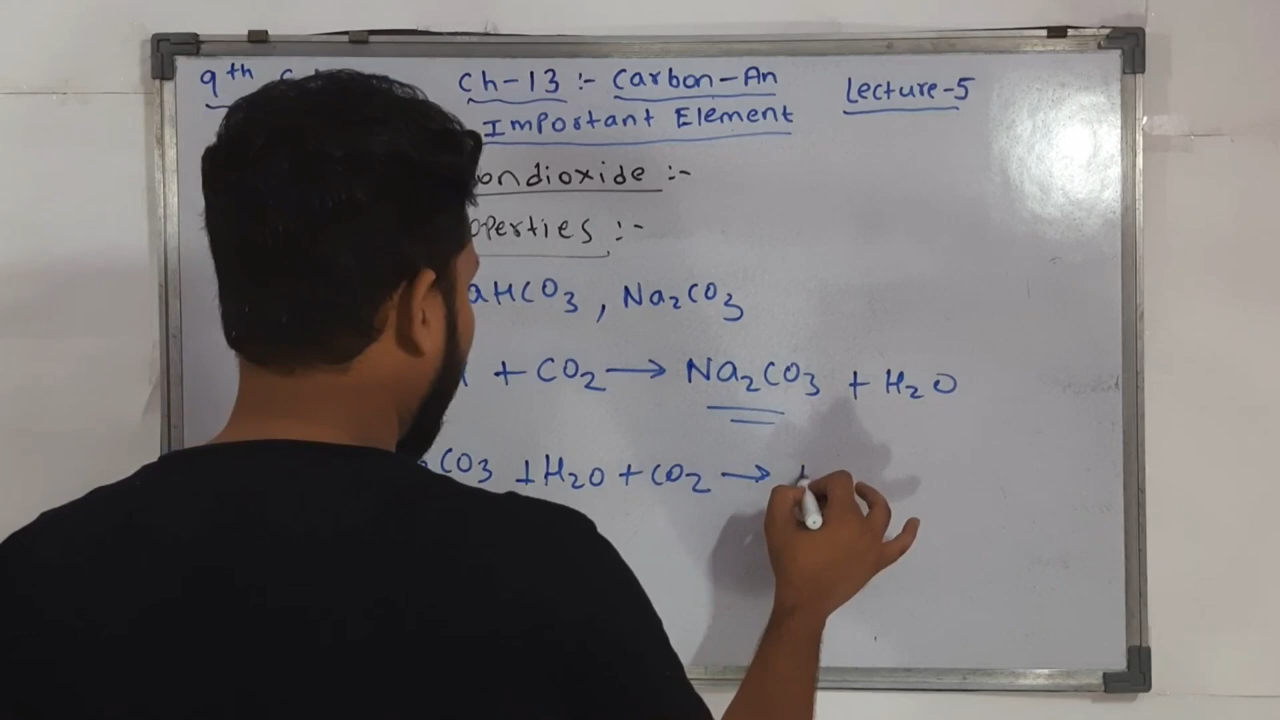 9th Ch-13 :- Carbon-An Lecture-5
Important Element
ondioxide :-
operties :-
aHCO3 , Na2CO3
+ CO2 → Na2CO3 + H2O
CO3 + H2O + CO2 →